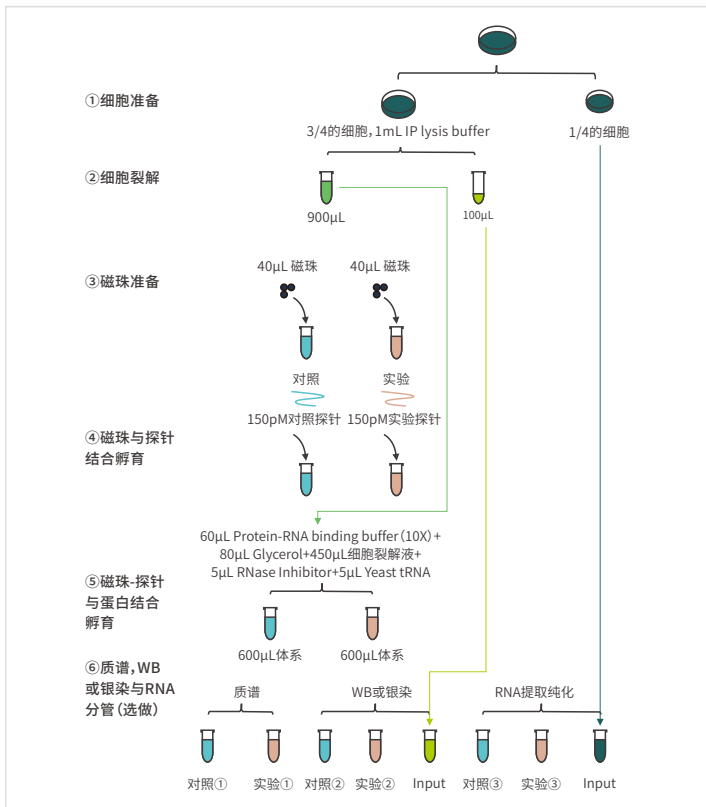 ①细胞准备
3/4的细胞，1mL IP lysis buffer
1/4的细胞
②细胞裂解
900μL
100μL
③磁珠准备
40μL 磁珠
40μL 磁珠
对照
实验
150pM对照探针
150pM实验探针
④磁珠与探针
结合孵育
60μL Protein-RNA binding buffer（10X）+
80μL Glycerol+450μL细胞裂解液+
5μL RNase Inhibitor+5μL Yeast tRNA
⑤磁珠-探针
与蛋白结合
孵育
600μL体系
600μL体系
⑥质谱，WB
或银染与RNA
分管（选做）
质谱
WB或银染
RNA提取纯化
对照①
实验①
对照②
实验②
Input
对照③
实验③
Input